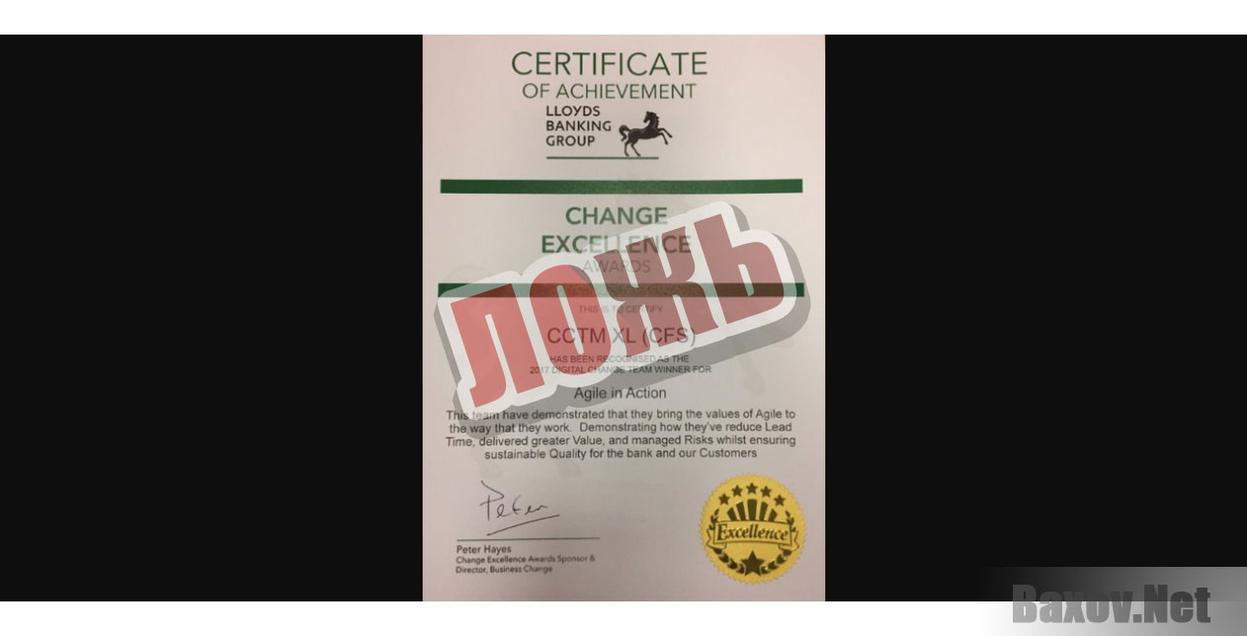 CERTIFICATE
OF ACHIEVEMENT
LLOYDS
BANKING
GROUP
CHANGE
EXCELLENCE
AWARDS
ЛОЖЬ
THIS IS TO CERTIFY
CCTM XL (CFS)
HAS BEEN RECOGNISED AS THE
2017 DIGITAL CHANGE TEAM WINNER FOR
Agile in Action
This team have demonstrated that they bring the values of Agile to
the way that they work. Demonstrating how they've reduce Lead
Time, delivered greater Value, and managed Risks whilst ensuring
sustainable Quality for the bank and our Customers
Peter
Excellence
Peter Hayes
Change Excellence Awards Sponsor &
Director, Business Change
Baxov.Net